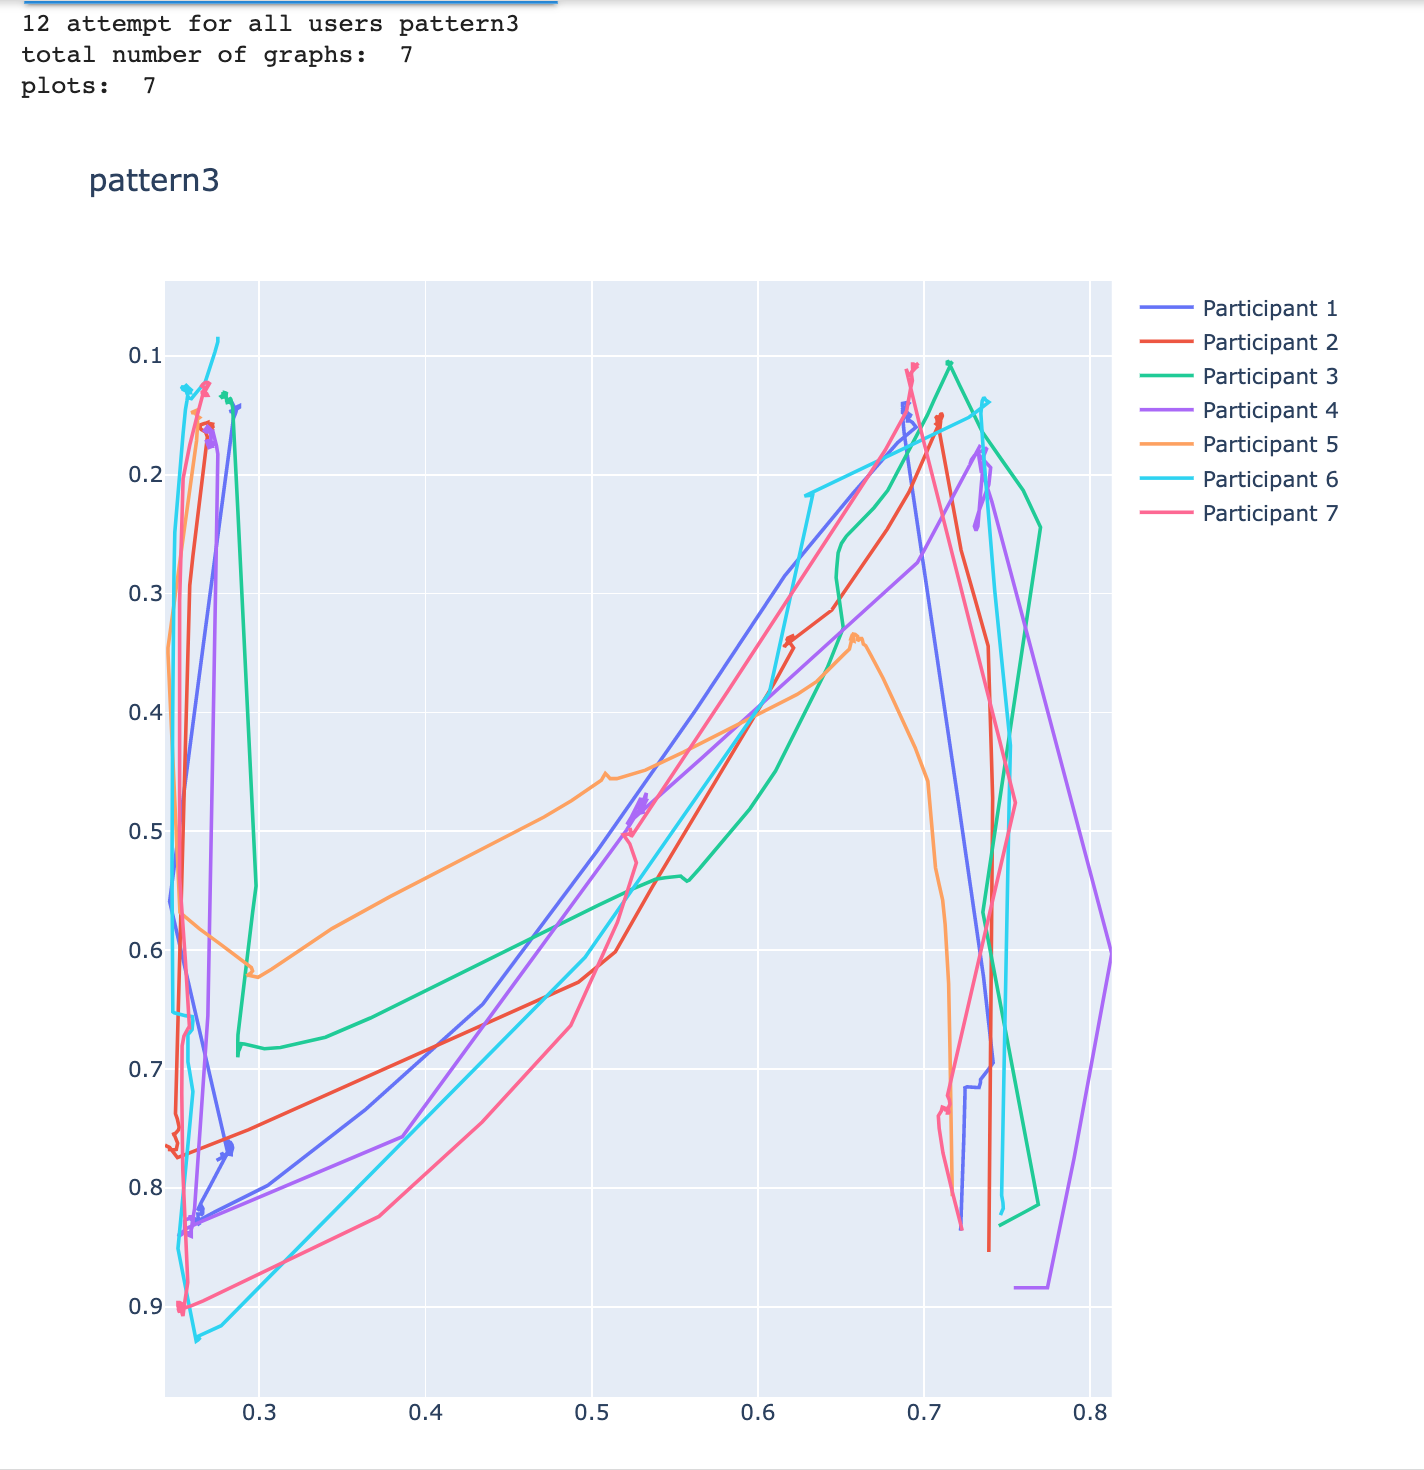 12 attempt for all users pattern3
total number of graphs:  7
plots:  7
pattern3
Participant 1
Participant 2
Participant 3
Participant 4
Participant 5
Participant 6
Participant 7
0.1
0.2
0.3
0.4
0.5
0.6
0.7
0.8
0.9
0.3 0.4 0.5 0.6 0.7 0.8